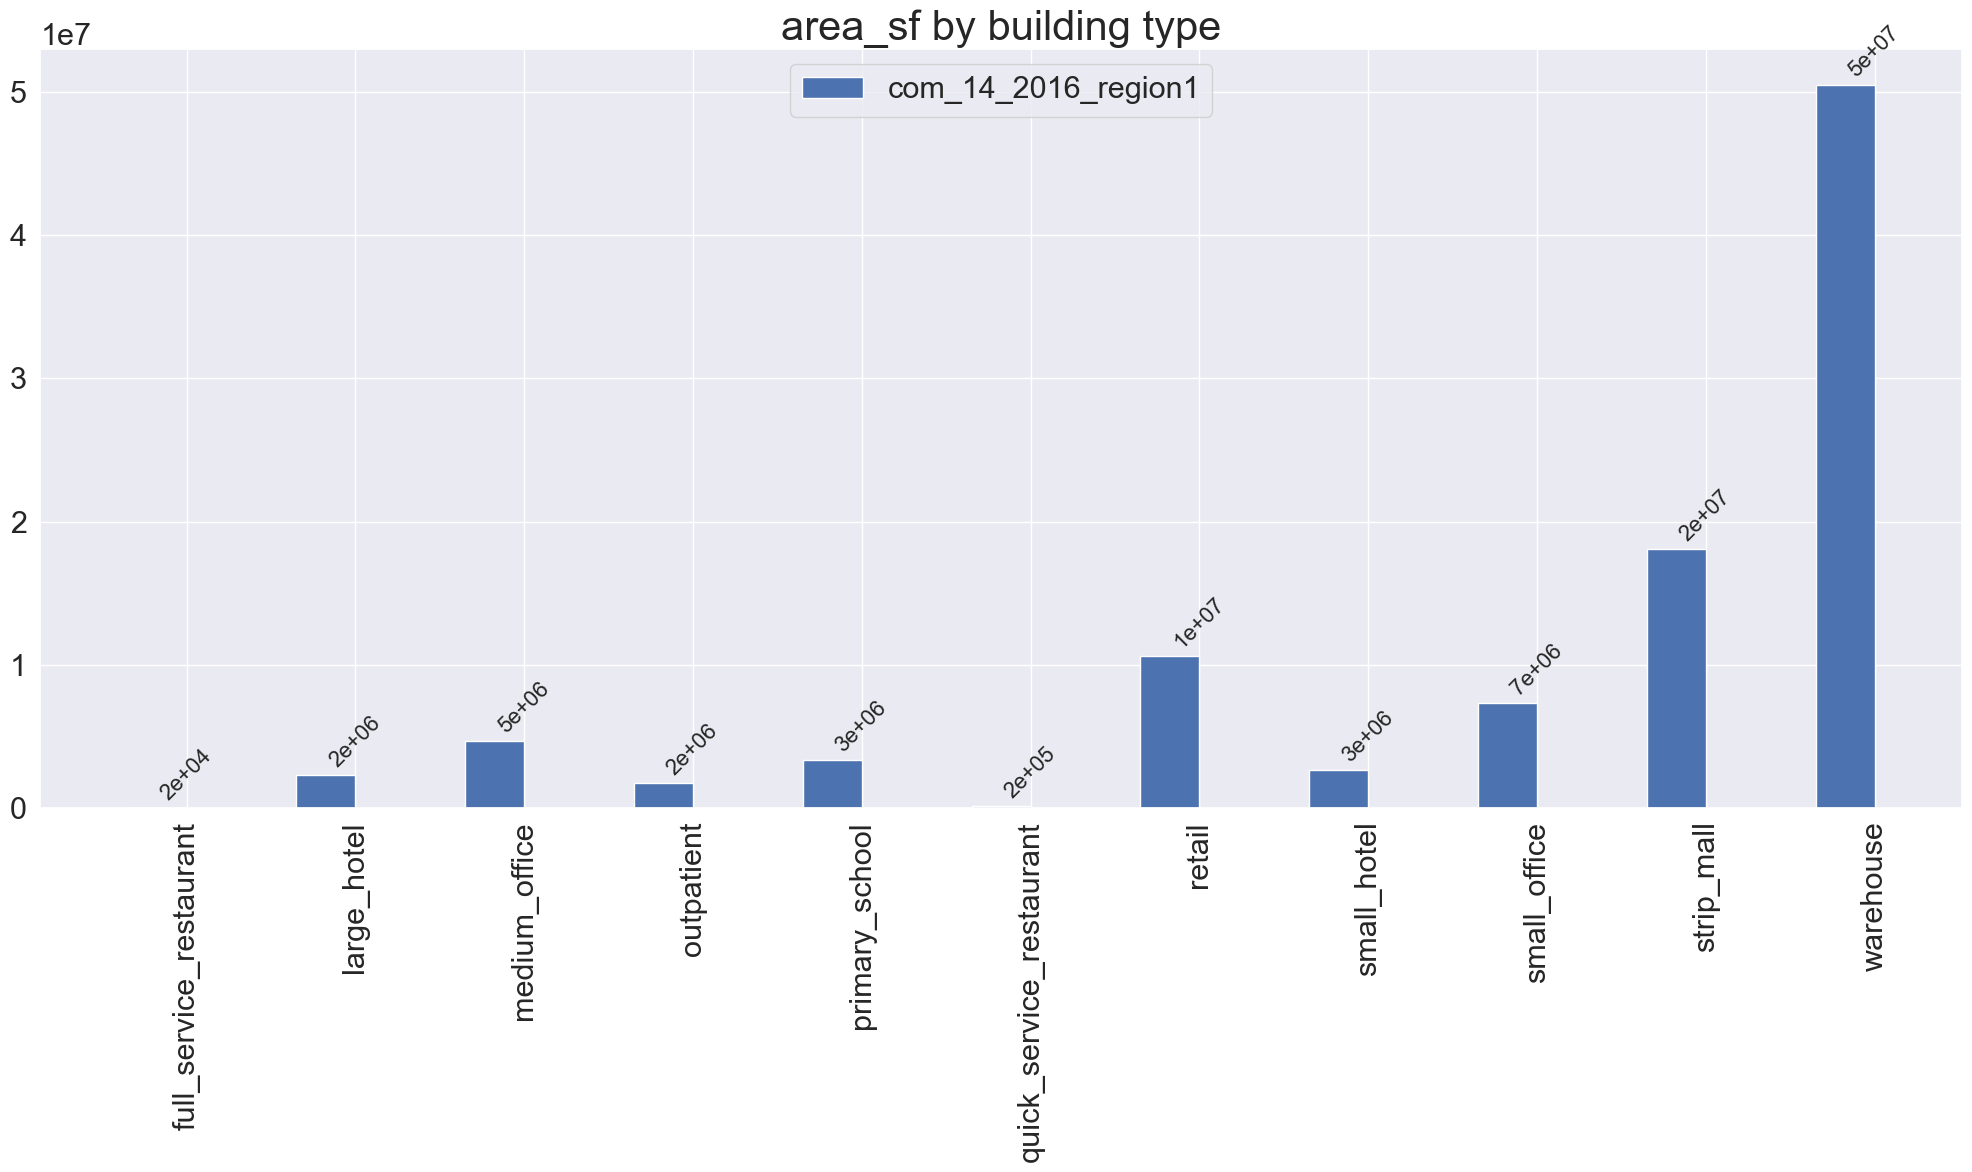 area_sf by building type
1e7
com_14_2016_region1
5
4
3
2
1
0
2e+04
2e+06
5e+06
2e+06
3e+06
2e+05
1e+07
3e+06
7e+06
2e+07
5e+07
full_service_restaurant
large_hotel
medium_office
outpatient
primary_school
quick_service_restaurant
retail
small_hotel
small_office
strip_mall
warehouse